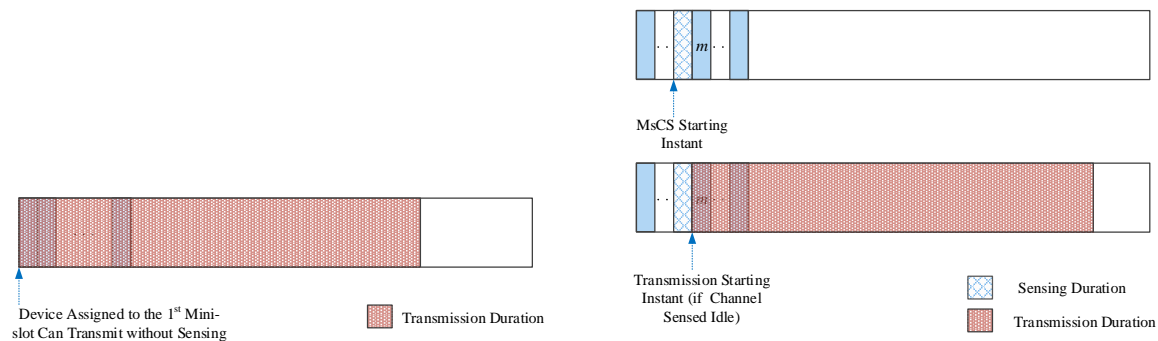 . . .
Device Assigned to the 1st Mini-
slot Can Transmit without Sensing
Transmission Duration
. . m . .
MsCS Starting
Instant
. . m . .
Transmission Starting
Instant (if Channel
Sensed Idle)
Sensing Duration
Transmission Duration